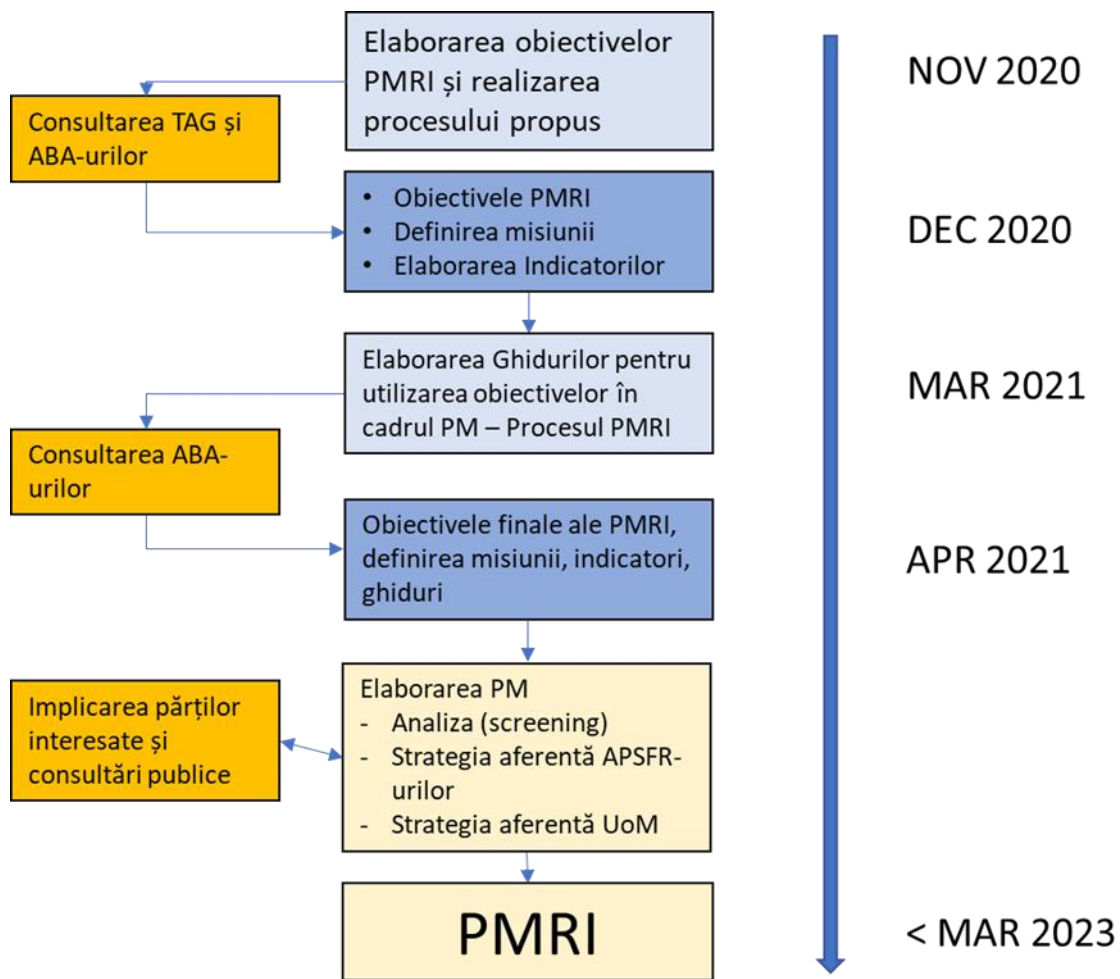 Elaborarea obiectivelor
PMRI și realizarea
procesului propus
NOV 2020
Consultarea TAG și
ABA-urilor
• Obiectivele PMRI
• Definirea misiunii
• Elaborarea Indicatorilor
DEC 2020
Elaborarea Ghidurilor pentru
utilizarea obiectivelor în
cadrul PM – Procesul PMRI
MAR 2021
Consultarea ABA-
urilor
Obiectivele finale ale PMRI,
definirea misiunii, indicatori,
ghiduri
APR 2021
Implicarea părților
interesate și
consultări publice
Elaborarea PM
- Analiza (screening)
- Strategia aferentă APSFR-
urilor
- Strategia aferentă UoM
PMRI
< MAR 2023